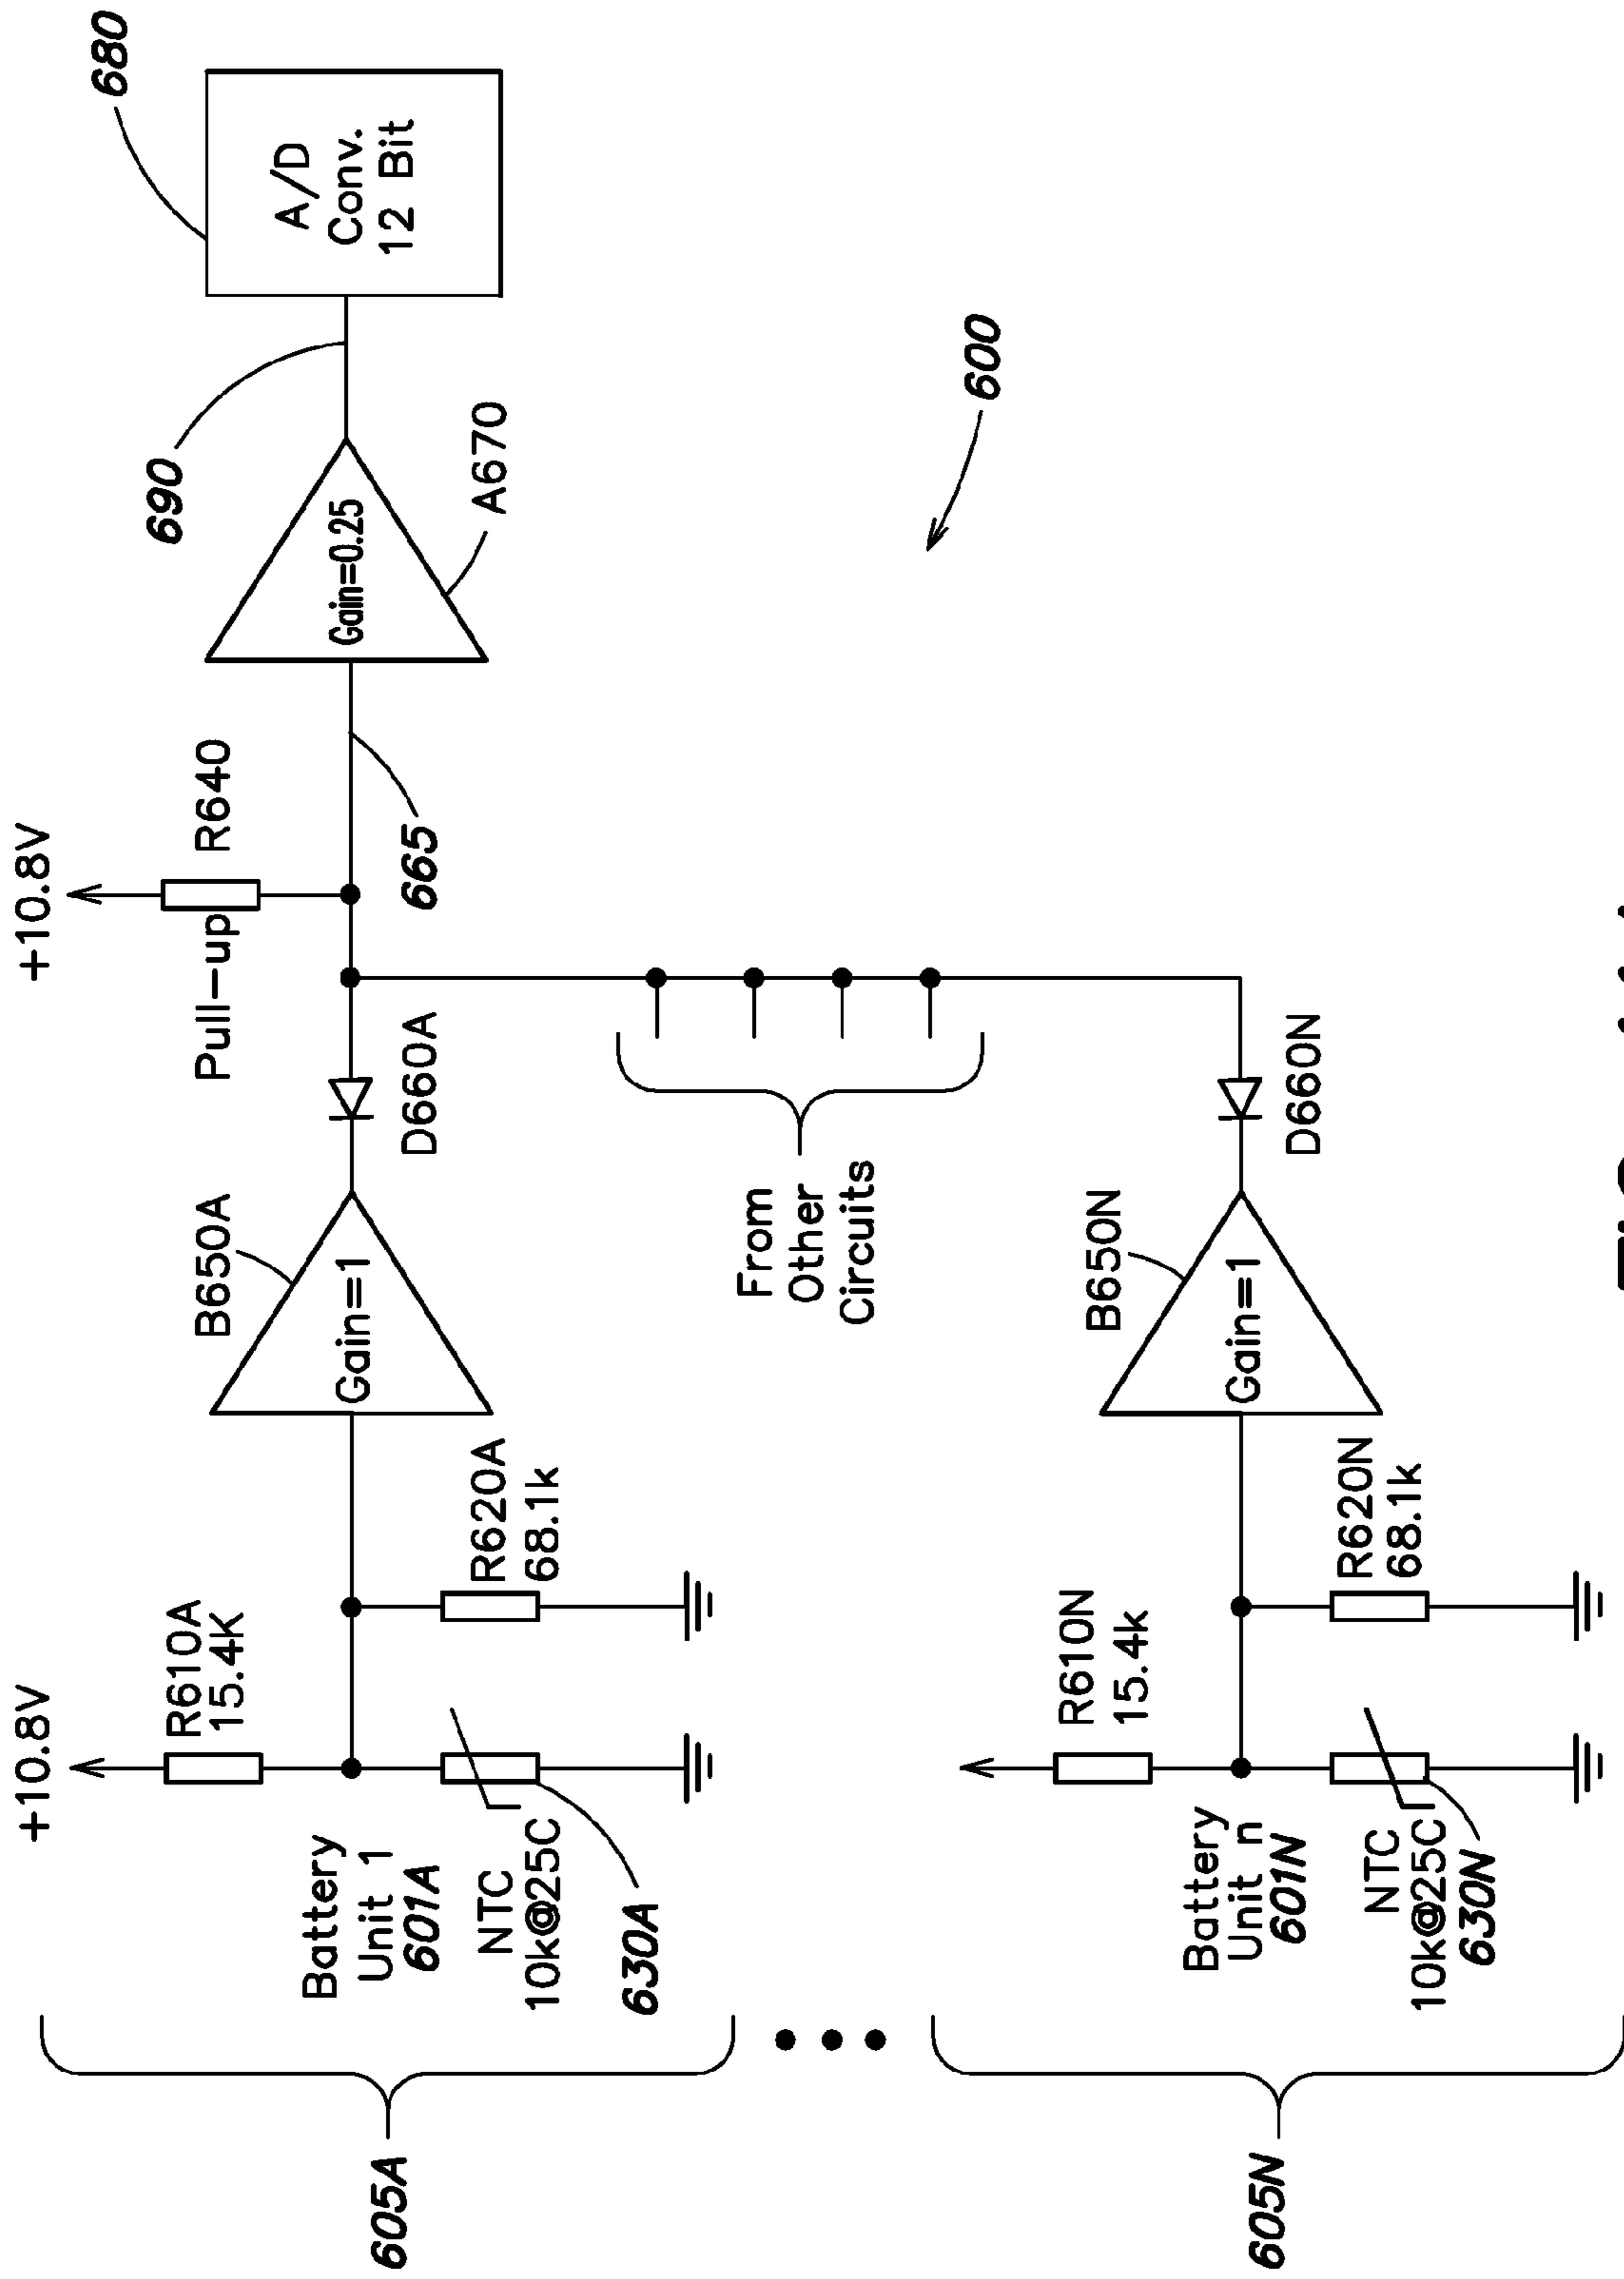 +10.8V
R610A
15.4K
Battery
Unit 1
601A
NTC
10k@25C
630A
605A
R620A
68.1k
B650A
Gain=1
D660A
+10.8V
Pull-up
R640
665
Gain=0.25
A670
690
A/D
Conv.
12 Bit
680
From
Other
Circuits
600
R610N
15.4k
Battery
Unit n
601N
NTC
10k@25C
630N
605N
R620N
68.1k
B650N
Gain=1
D660N